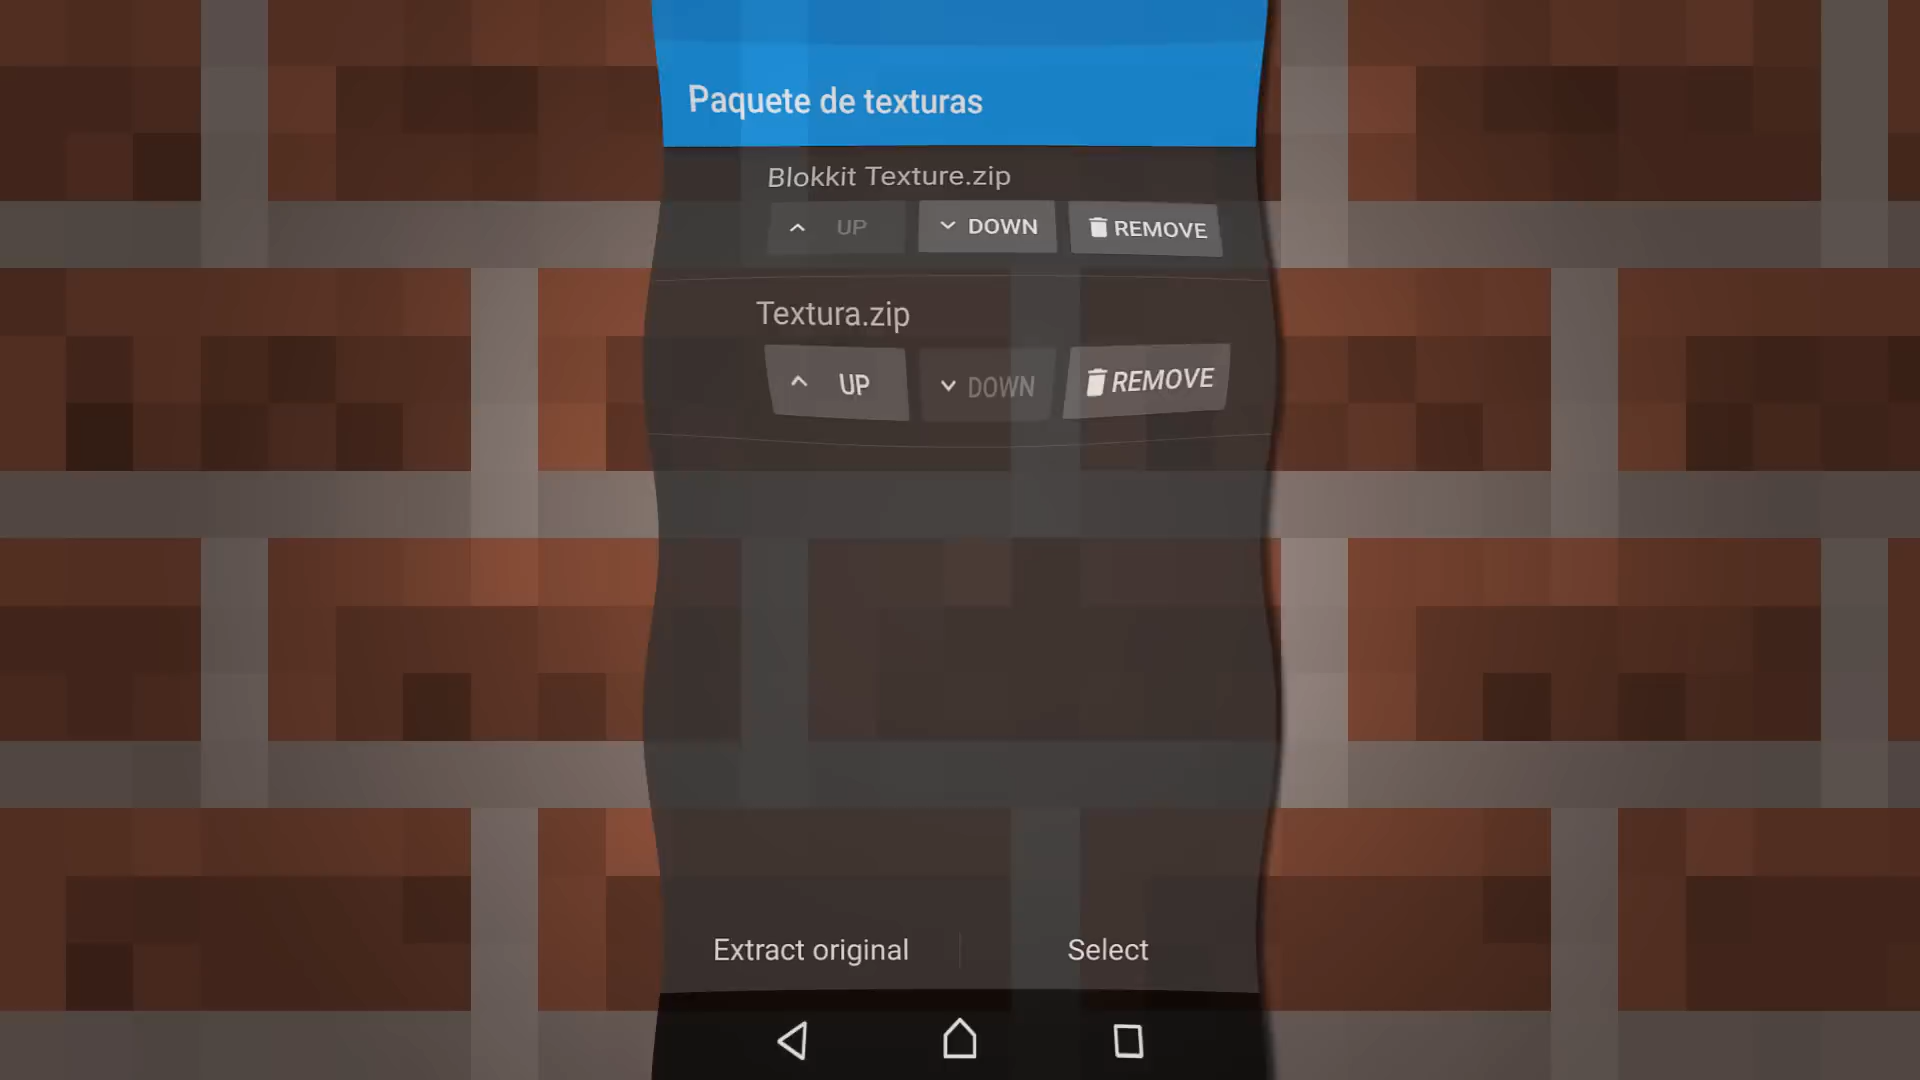 Paquete de texturas
Blokkit Texture.zip
UP DOWN REMOVE
Textura.zip
UP DOWN REMOVE
Extract original Select